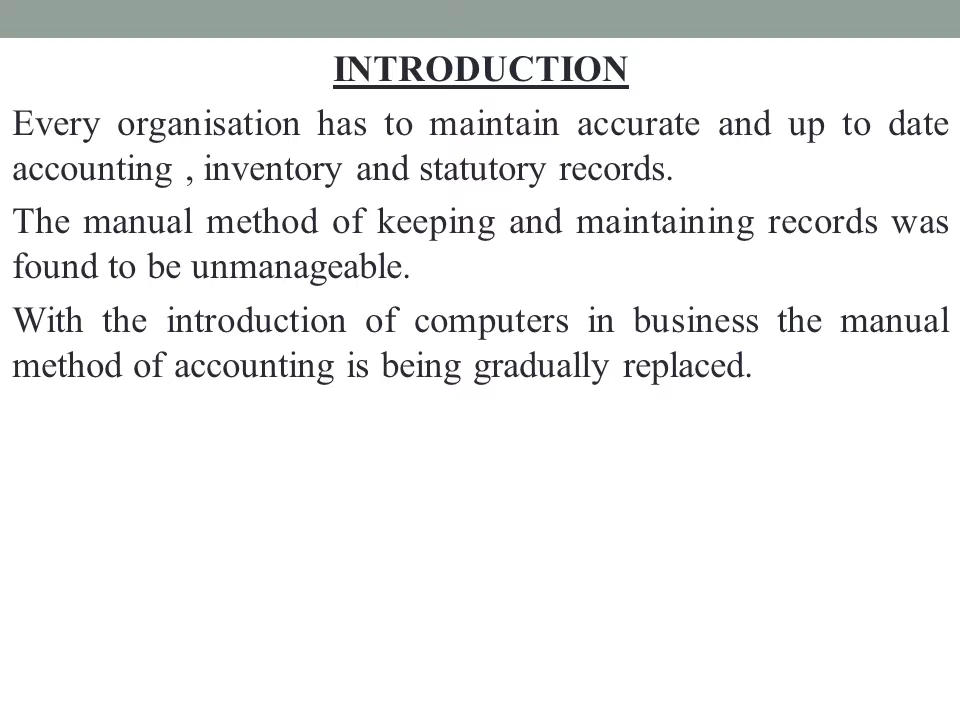 INTRODUCTION
Every organisation has to maintain accurate and up to date
accounting , inventory and statutory records.
The manual method of keeping and maintaining records was
found to be unmanageable.
With the introduction of computers in business the manual
method of accounting is being gradually replaced.